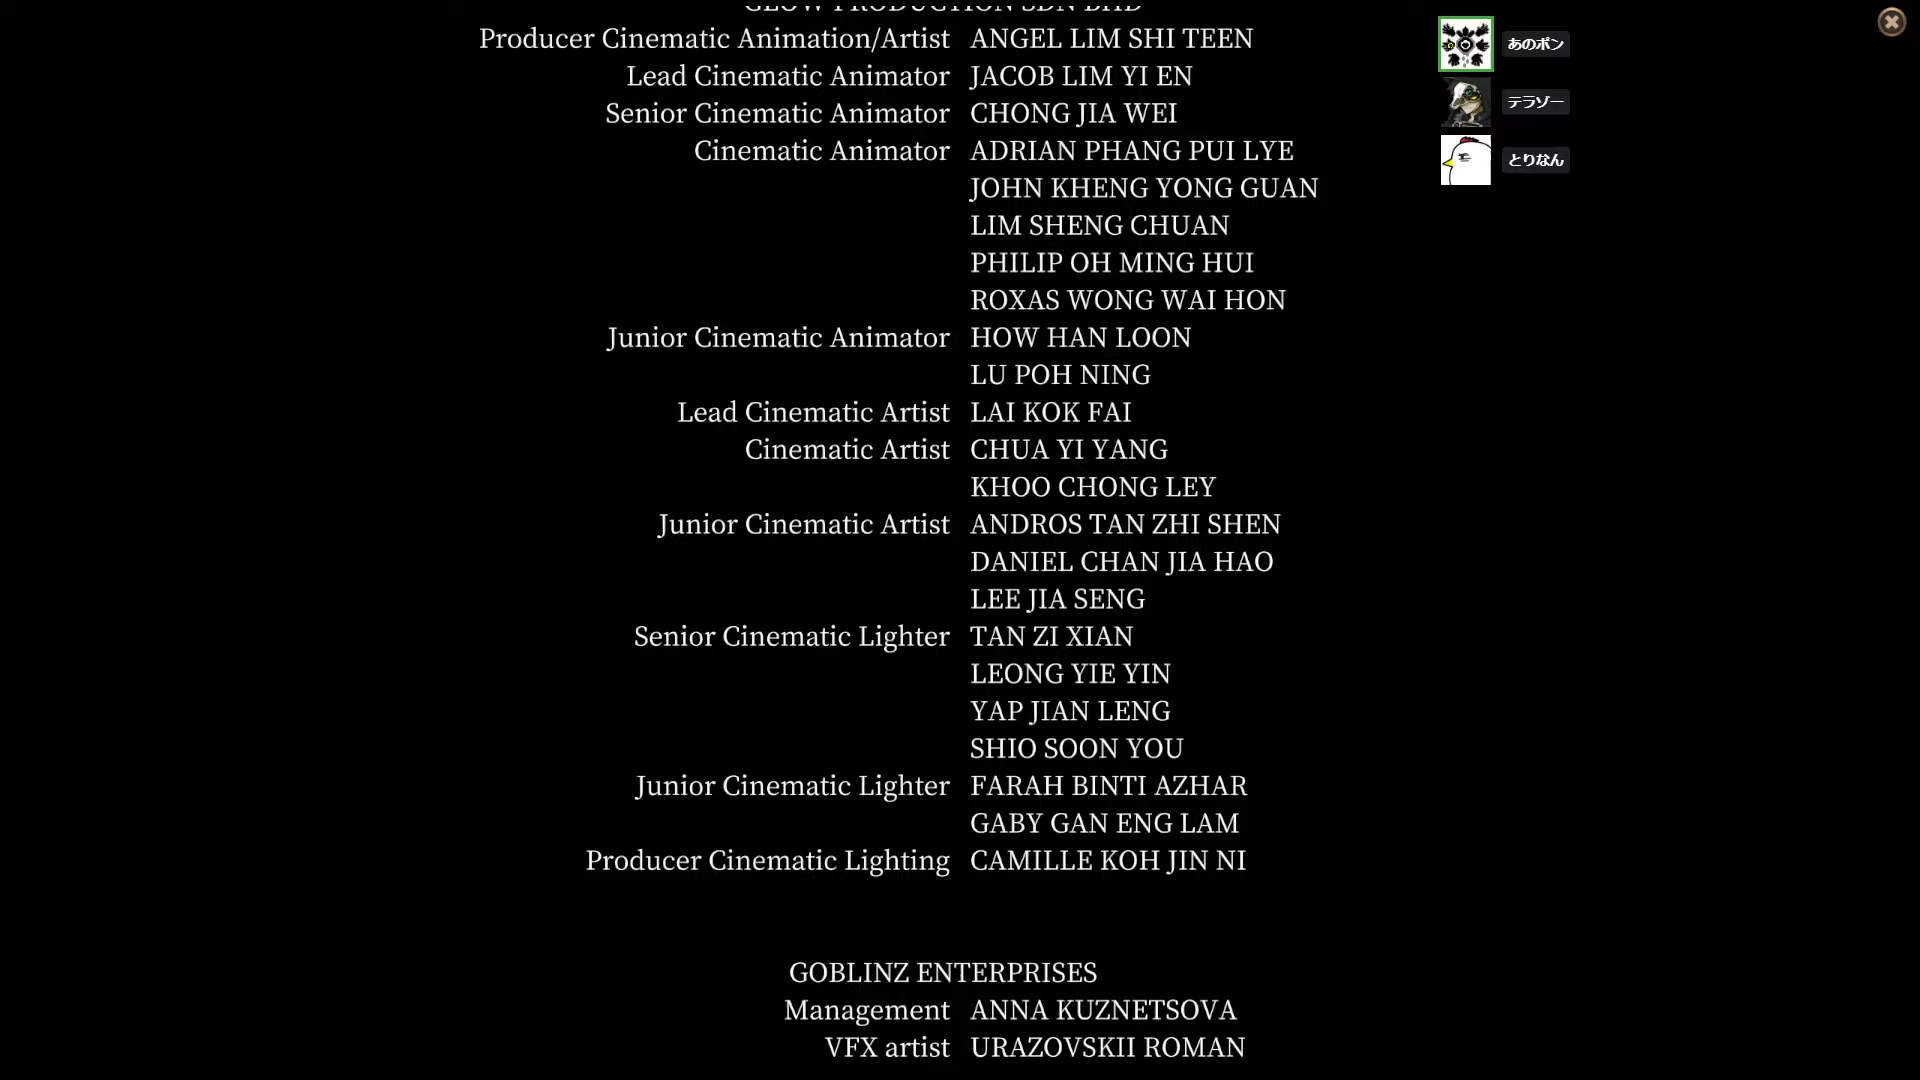 GLOW PRODUCTION SDN BHD
Producer Cinematic Animation/Artist ANGEL LIM SHI TEEN
Lead Cinematic Animator JACOB LIM YI EN
Senior Cinematic Animator CHONG JIA WEI
Cinematic Animator ADRIAN PHANG PUI LYE
JOHN KHENG YONG GUAN
LIM SHENG CHUAN
PHILIP OH MING HUI
ROXAS WONG WAI HON
Junior Cinematic Animator HOW HAN LOON
LU POH NING
Lead Cinematic Artist LAI KOK FAI
Cinematic Artist CHUA YI YANG
KHOO CHONG LEY
Junior Cinematic Artist ANDROS TAN ZHI SHEN
DANIEL CHAN JIA HAO
LEE JIA SENG
Senior Cinematic Lighter TAN ZI XIAN
LEONG YIE YIN
YAP JIAN LENG
SHIO SOON YOU
Junior Cinematic Lighter FARAH BINTI AZHAR
GABY GAN ENG LAM
Producer Cinematic Lighting CAMILLE KOH JIN NI
GOBLINZ ENTERPRISES
Management ANNA KUZNETSOVA
VFX artist URAZOVSKII ROMAN
あのポン
テラゾー
とりなん